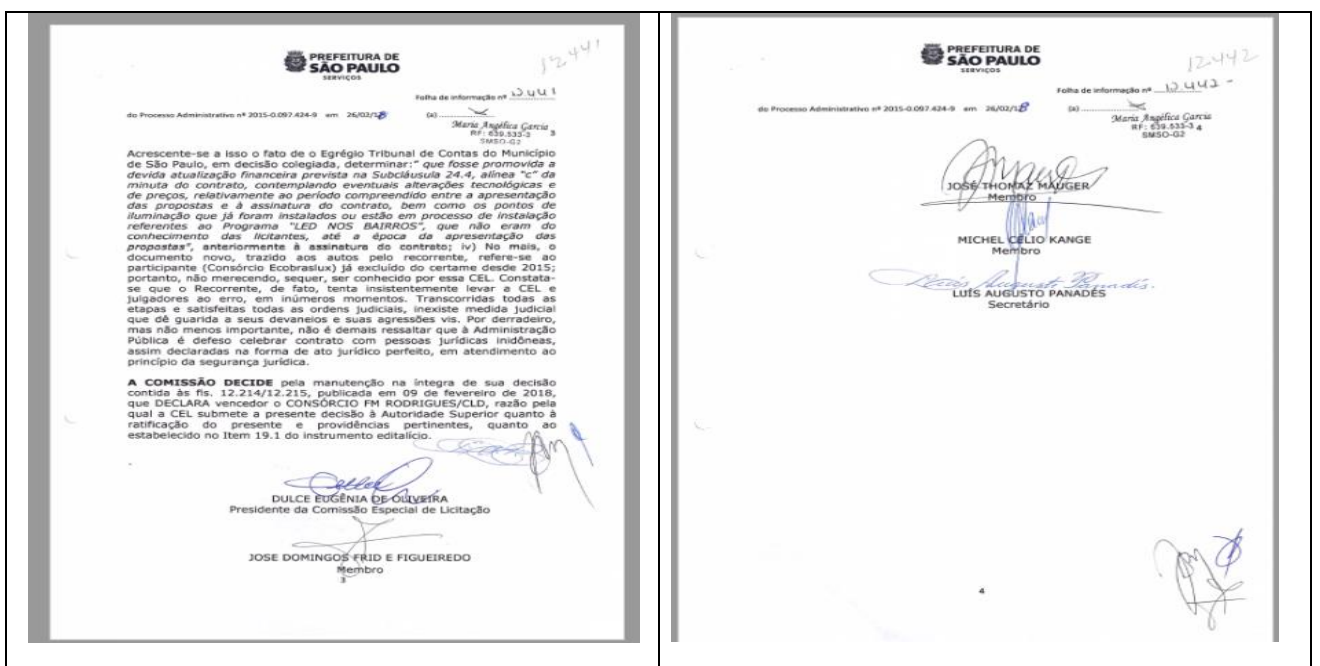 PREFEITURA DE
SÃO PAULO
SERVIÇOS
12441
Folha de informação nº 12441
do Processo Administrativo nº 2015-0.097.424-9 em 26/02/18 (a)
Maria Angélica Garcia
RF: 639.533-3
SMSO-G2
3
Acrescente-se a isso o fato de o Egrégio Tribunal de Contas do Município
de São Paulo, em decisão colegiada, determinar:" que fosse promovida a
devida atualização financeira prevista na Subcláusula 24.4, alínea "c" da
minuta do contrato, contemplando eventuais alterações tecnológicas e
de preços, relativamente ao período compreendido entre a apresentação
das propostas e à assinatura do contrato, bem como os pontos de
iluminação que já foram instalados ou estão em processo de instalação
referentes ao Programa "LED NOS BAIRROS", que não eram do
conhecimento das licitantes, até a época da apresentação das
propostas", anteriormente à assinatura do contrato; iv) No mais, o
documento novo, trazido aos autos pelo recorrente, refere-se ao
participante (Consórcio Ecobraslux) já excluído do certame desde 2015;
portanto, não merecendo, sequer, ser conhecido por essa CEL. Constata-
se que o Recorrente, de fato, tenta insistentemente levar a CEL e
julgadores ao erro, em inúmeros momentos. Transcorridas todas as
etapas e satisfeitas todas as ordens judiciais, inexiste medida judicial
que dê guarida a seus devaneios e suas agressões vis. Por derradeiro,
mas não menos importante, não é demais ressaltar que à Administração
Pública é defeso celebrar contrato com pessoas jurídicas inidôneas,
assim declaradas na forma de ato jurídico perfeito, em atendimento ao
princípio da segurança jurídica.
A COMISSÃO DECIDE pela manutenção na íntegra de sua decisão
contida às fls. 12.214/12.215, publicada em 09 de fevereiro de 2018,
que DECLARA vencedor o CONSÓRCIO FM RODRIGUES/CLD, razão pela
qual a CEL submete a presente decisão à Autoridade Superior quanto à
ratificação do presente e providências pertinentes, quanto ao
estabelecido no Item 19.1 do instrumento editalício.
DULCE EUGÊNIA DE OLIVEIRA
Presidente da Comissão Especial de Licitação
JOSE DOMINGOS FRID E FIGUEIREDO
Membro
3
PREFEITURA DE
SÃO PAULO
SERVIÇOS
12442
Folha de informação nº 12.442
do Processo Administrativo nº 2015-0.097.424-9 em 26/02/18 (a)
Maria Angélica Garcia
RF: 639.533-3
SMSO-G2
4
JOSÉ THOMAZ MAUGER
Membro
MICHEL CÉLIO KANGE
Membro
Luís Augusto Panadés.
LUÍS AUGUSTO PANADÉS
Secretário
4